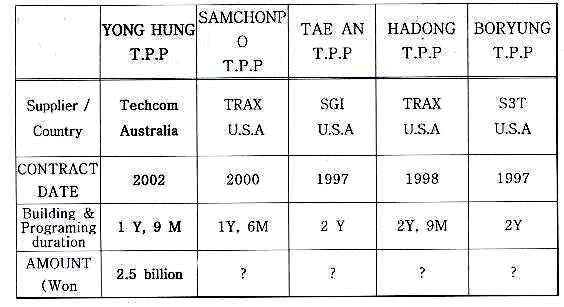 YONG HUNG T.P.P SAMCHONPO T.P.P TAE AN T.P.P HADONG T.P.P BORYUNG T.P.P
Supplier / Country Techcom Australia TRAX U.S.A SGI U.S.A TRAX U.S.A S3T U.S.A
CONTRACT DATE 2002 2000 1997 1998 1997
Building & Programing duration 1 Y, 9 M 1Y, 6M 2 Y 2Y, 9M 2Y
AMOUNT (Won 2.5 billion ? ? ? ?